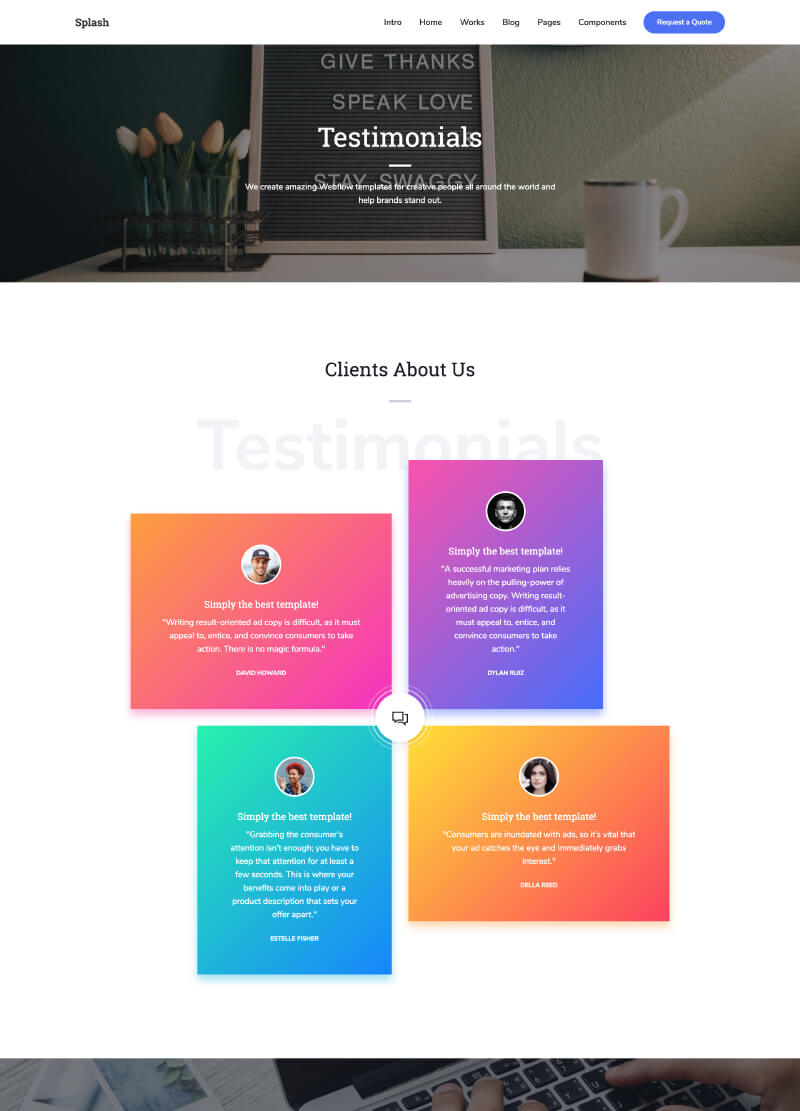 Splash
Intro Home Works Blog Pages Components Request a Quote
GIVE THANKS
SPEAK LOVE
Testimonials
STAY SWAGGY
We create amazing Webflow templates for creative people all around the world and
help brands stand out.
Clients About Us
Testimonials
Simply the best template!
"Writing result-oriented ad copy is difficult, as it must
appeal to, entice, and convince consumers to take
action. There is no magic formula."
DAVID HOWARD
Simply the best template!
"A successful marketing plan relies
heavily on the pulling-power of
advertising copy. Writing result-
oriented ad copy is difficult, as it
must appeal to, entice, and
convince consumers to take
action."
DYLAN RUIZ
Simply the best template!
"Grabbing the consumer's
attention isn't enough; you have to
keep that attention for at least a
few seconds. This is where your
benefits come into play or a
product description that sets your
offer apart."
ESTELLE FISHER
Simply the best template!
"Consumers are inundated with ads, so it's vital that
your ad catches the eye and immediately grabs
interest."
DELLA REED